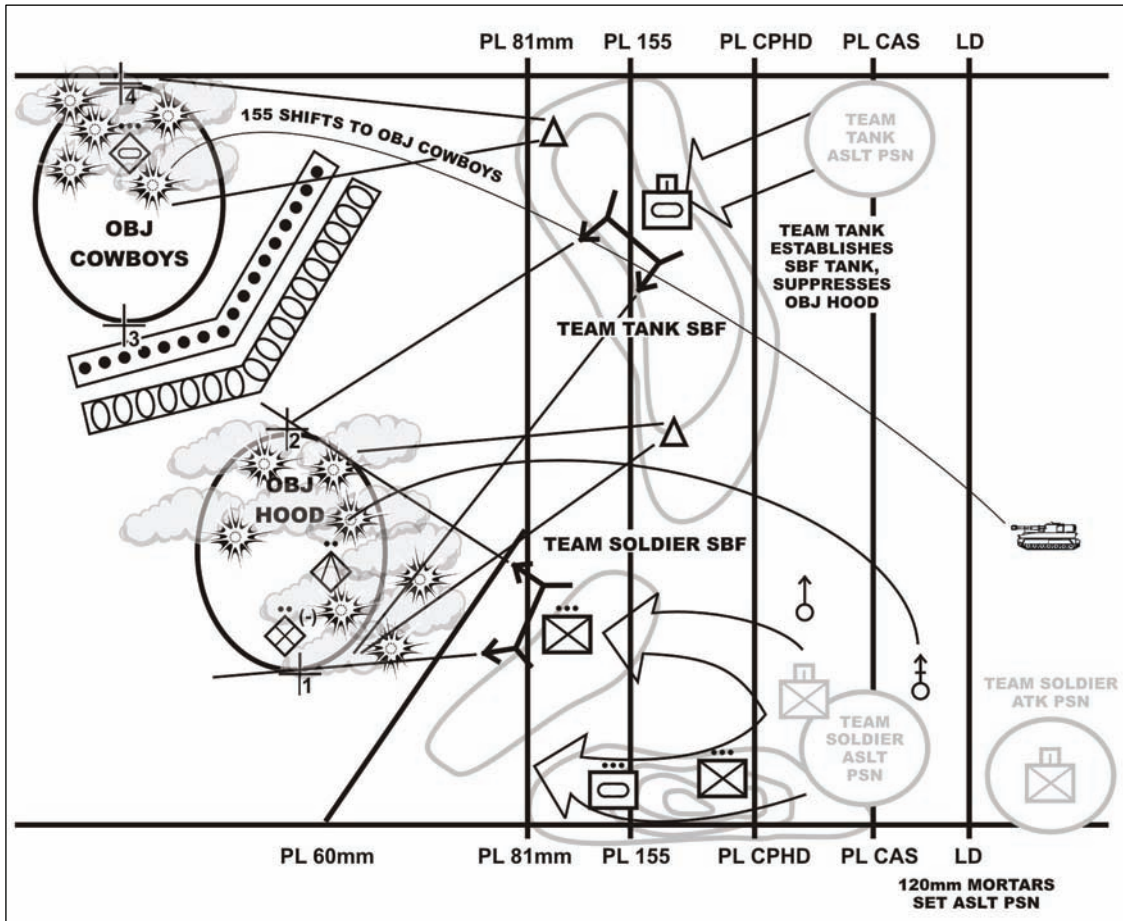 PL 81mm PL 155 PL CPHD PL CAS LD
4
155 SHIFTS TO OBJ COWBOYS
TEAM
TANK
ASLT PSN
OBJ
COWBOYS
TEAM TANK
ESTABLISHES
SBF TANK,
SUPPRESSES
OBJ HOOD
3
TEAM TANK SBF
2
OBJ
HOOD
TEAM SOLDIER SBF
(-)
1
TEAM
SOLDIER
ASLT
PSN
TEAM SOLDIER
ATK PSN
PL 60mm PL 81mm PL 155 PL CPHD PL CAS LD
120mm MORTARS
SET ASLT PSN